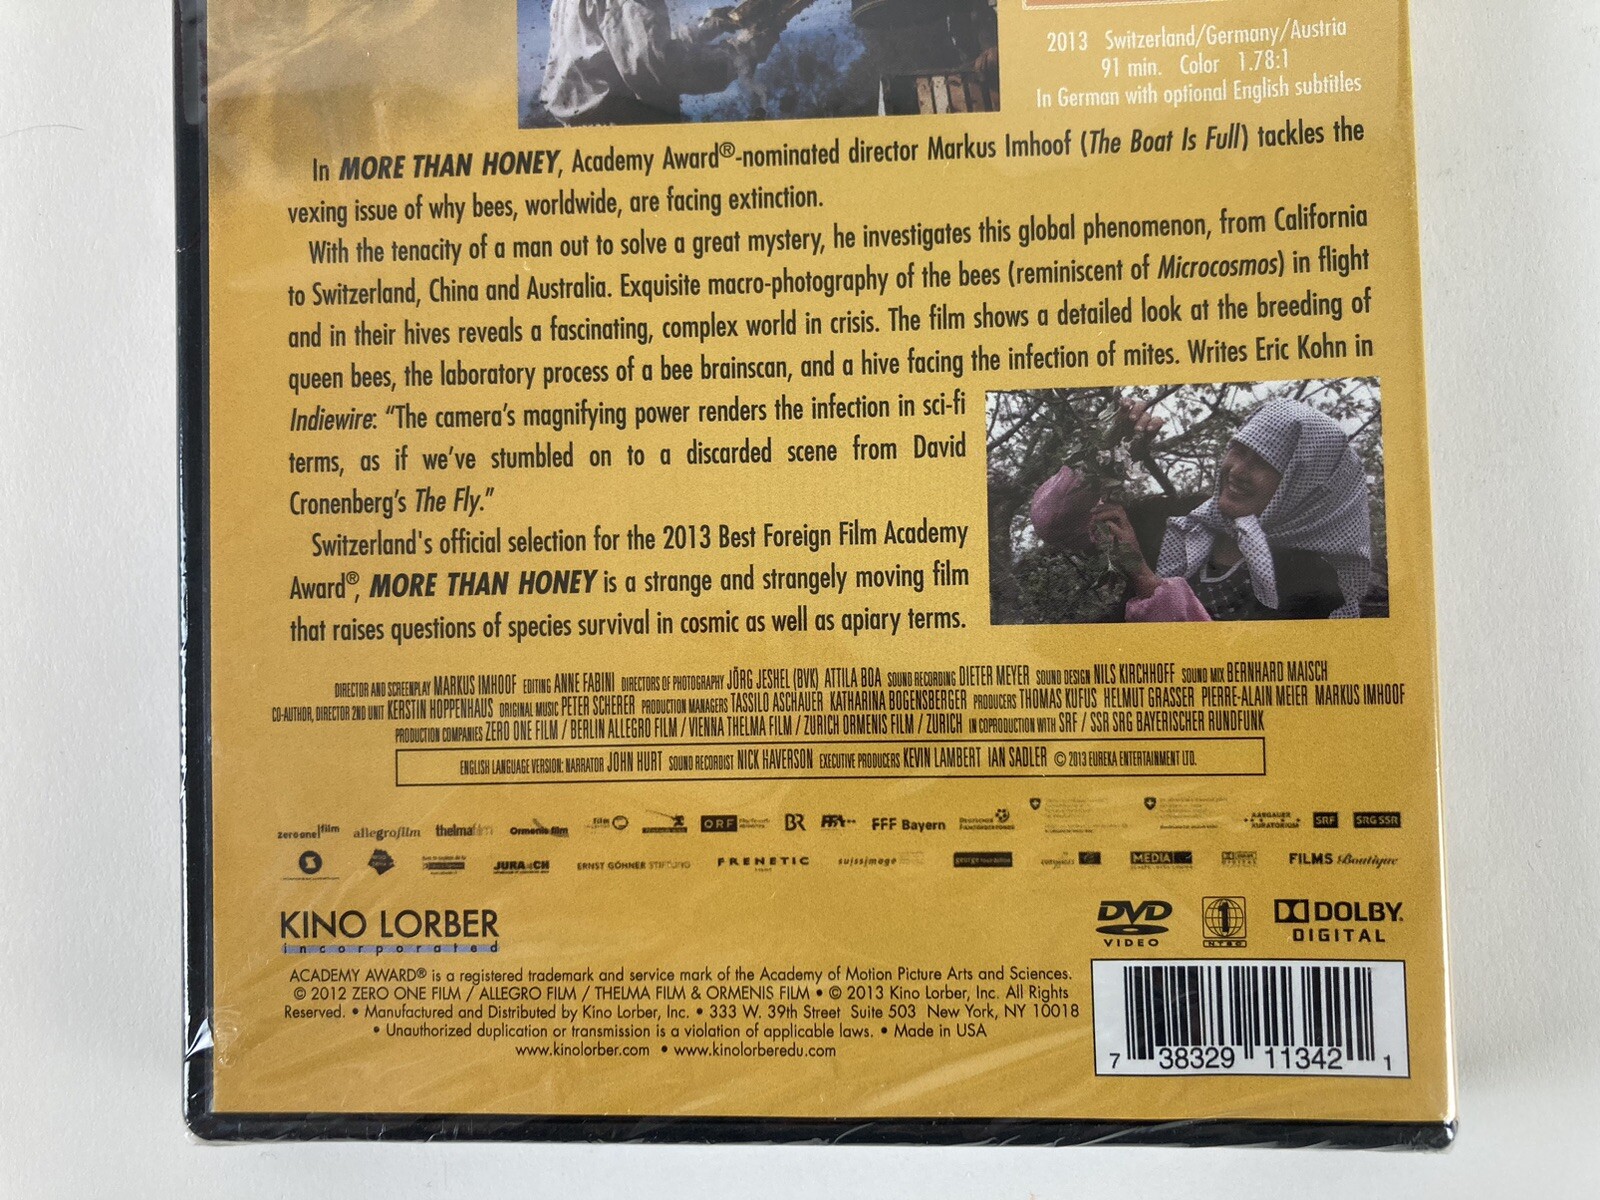 2013 Switzerland/Germany/Austria
91 min. Color 1.78:1
In German with optional English subtitles
In MORE THAN HONEY, Academy Award®-nominated director Markus Imhoof (The Boat Is Full) tackles the
vexing issue of why bees, worldwide, are facing extinction.
With the tenacity of a man out to solve a great mystery, he investigates this global phenomenon, from California
to Switzerland, China and Australia. Exquisite macro-photography of the bees (reminiscent of Microcosmos) in flight
and in their hives reveals a fascinating, complex world in crisis. The film shows a detailed look at the breeding of
queen bees, the laboratory process of a bee brainscan, and a hive facing the infection of mites. Writes Eric Kohn in
Indiewire: “The camera's magnifying power renders the infection in sci-fi
terms, as if we've stumbled on to a discarded scene from David
Cronenberg's The Fly.”
Switzerland's official selection for the 2013 Best Foreign Film Academy
Award®, MORE THAN HONEY is a strange and strangely moving film
that raises questions of species survival in cosmic as well as apiary terms.
DIRECTOR AND SCREENPLAY MARKUS IMHOOF EDITING ANNE FABINI DIRECTORS OF PHOTOGRAPHY JÖRG JESHEL (BVK) ATTILA BOA SOUND RECORDING DIETER MEYER SOUND DESIGN NILS KIRCHHOFF SOUND MIX BERNHARD MAISCH
CO-AUTHOR, DIRECTOR 2ND UNIT KERSTIN HOPPENHAUS ORIGINAL MUSIC PETER SCHERER PRODUCTION MANAGERS TASSILO ASCHAUER KATHARINA BOGENSBERGER PRODUCERS THOMAS KUFUS HELMUT GRASSER PIERRE-ALAIN MEIER MARKUS IMHOOF
PRODUCTION COMPANIES ZERO ONE FILM / BERLIN ALLEGRO FILM / VIENNA THELMA FILM / ZURICH ORMENIS FILM / ZURICH IN COPRODUCTION WITH SRF / SSR SRG BAYERISCHER RUNDFUNK
ENGLISH LANGUAGE VERSION: NARRATOR JOHN HURT SOUND RECORDIST NICK HAVERSON EXECUTIVE PRODUCERS KEVIN LAMBERT IAN SADLER © 2013 EUREKA ENTERTAINMENT LTD.
zero one film allegrofilm thelmafilm Ormenis film film ORF BR FFA FFF Bayern AARGAUER KURATORIUM SRF SRG SSR
JURA.CH ERNST GÖHNER STIFTUNG FRENETIC suissimage MEDIA FILMS Boutique
KINO LORBER
incorporated
DVD VIDEO 1 NTSC DOLBY DIGITAL
ACADEMY AWARD® is a registered trademark and service mark of the Academy of Motion Picture Arts and Sciences.
© 2012 ZERO ONE FILM / ALLEGRO FILM / THELMA FILM & ORMENIS FILM • © 2013 Kino Lorber, Inc. All Rights
Reserved. • Manufactured and Distributed by Kino Lorber, Inc. • 333 W. 39th Street Suite 503 New York, NY 10018
• Unauthorized duplication or transmission is a violation of applicable laws. • Made in USA
www.kinolorber.com • www.kinolorberedu.com
7 38329 11342 1